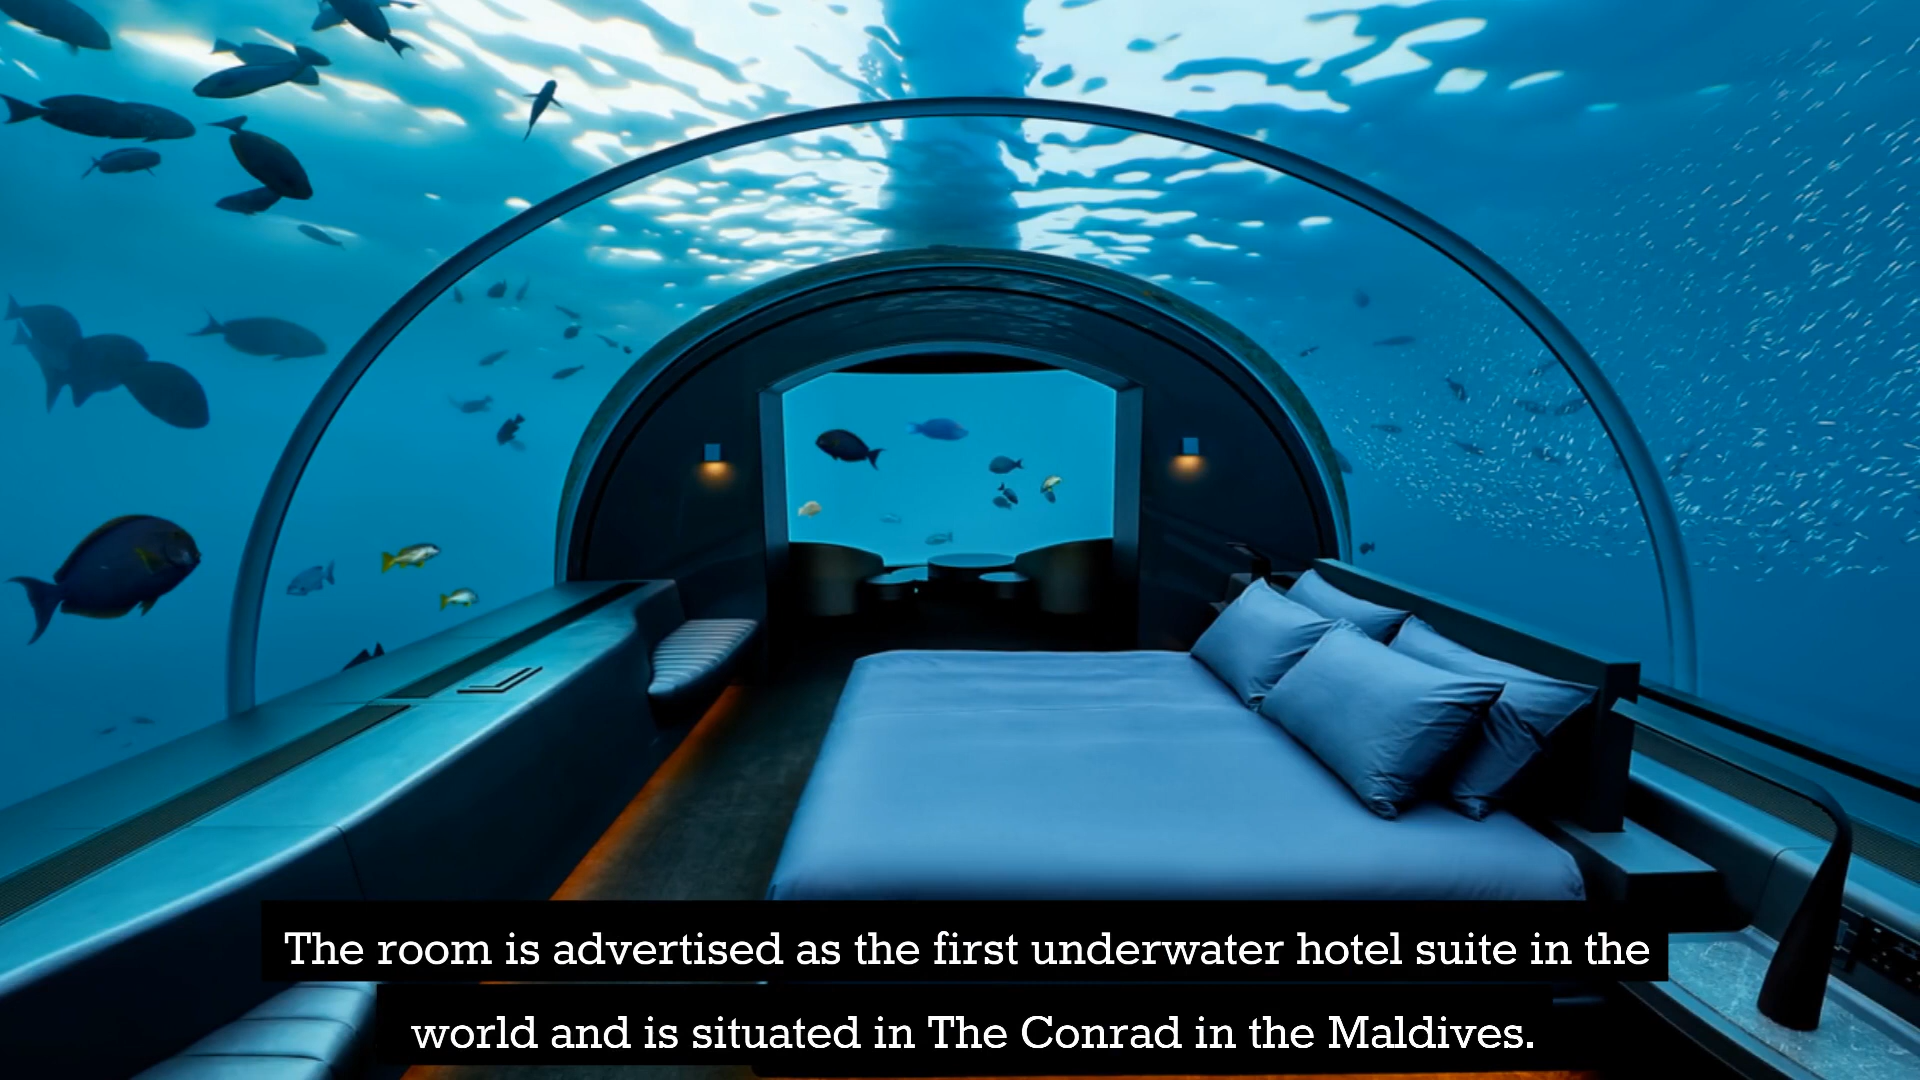 The room is advertised as the first underwater hotel suite in the
world and is situated in The Conrad in the Maldives.